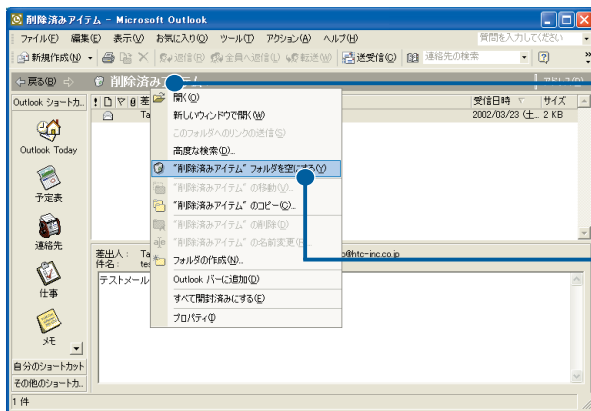 削除済みアイテム - Microsoft Outlook
ファイル(F) 編集(E) 表示(V) お気に入り(O) ツール(T) アクション(A) ヘルプ(H) 質問を入力してください
新規作成(N) 返信(R) 全員へ返信(L) 転送(W) 送受信(C) 連絡先の検索
戻る(B) 削除済みアイテム
Outlook ショートカ... 差 受信日時 サイズ
Ta 2002/03/23 (土... 2 KB
開く(O)
新しいウィンドウで開く(W)
このフォルダへのリンクの送信(S)
高度な検索(D)...
"削除済みアイテム" フォルダを空にする(Y)
"削除済みアイテム" の移動(V)...
"削除済みアイテム" のコピー(C)...
"削除済みアイテム" の削除(D)
"削除済みアイテム" の名前変更
フォルダの作成(N)...
Outlook バーに追加(D)
すべて開封済みにする(E)
プロパティ(I)
Outlook Today
予定表
連絡先
仕事
メモ
自分のショートカット
その他のショートカ...
差出人: Ta @htc-inc.co.jp
件名: tes
テストメール
1 件